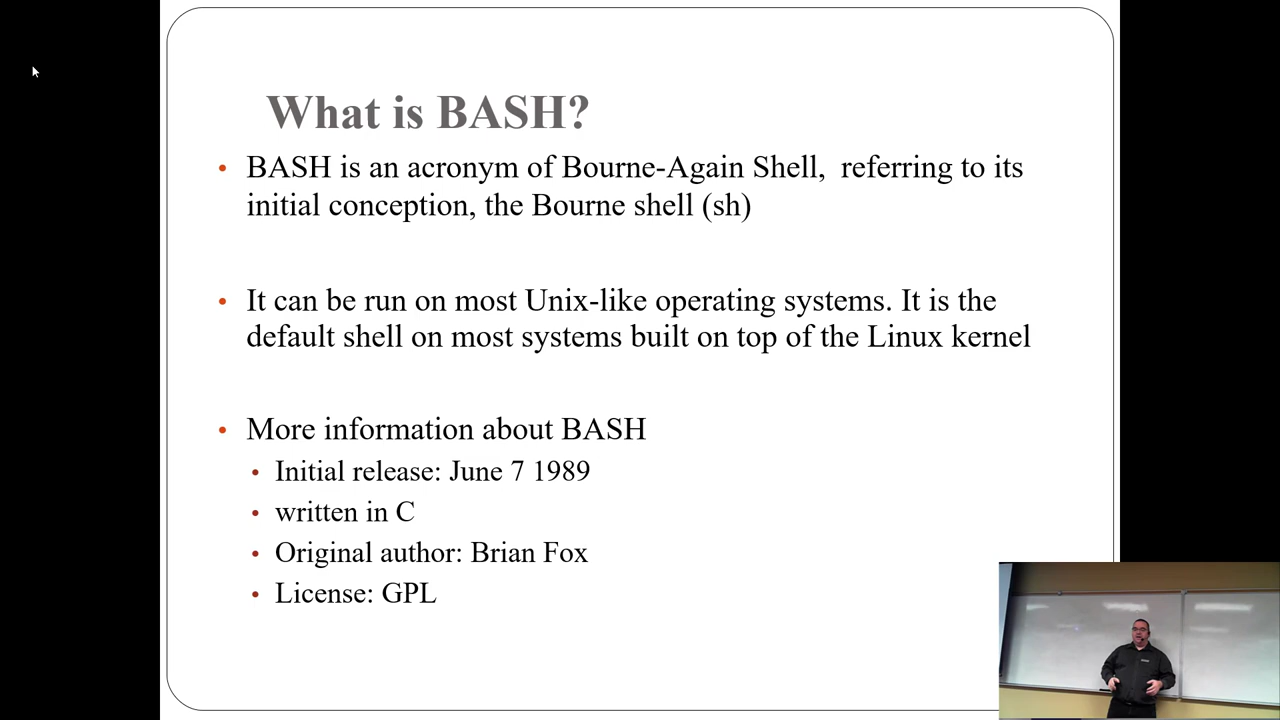 What is BASH?
BASH is an acronym of Bourne-Again Shell,  referring to its
initial conception, the Bourne shell (sh)
It can be run on most Unix-like operating systems. It is the
default shell on most systems built on top of the Linux kernel
More information about BASH
Initial release: June 7 1989
written in C
Original author: Brian Fox
License: GPL